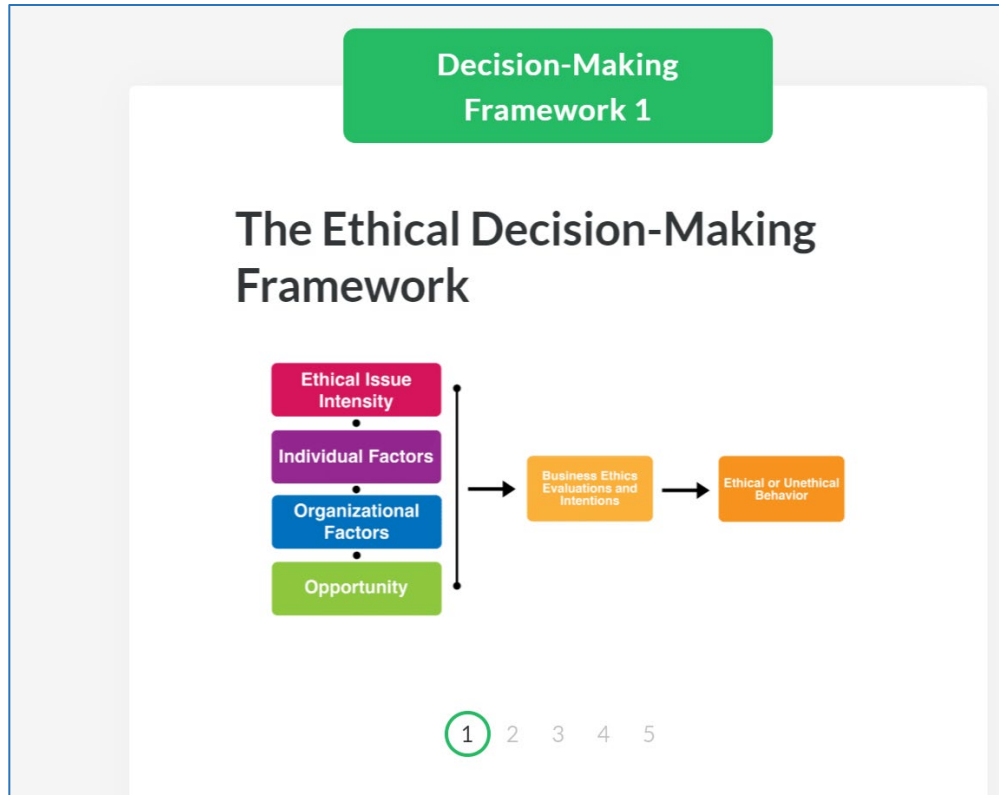 Decision-Making
Framework 1
The Ethical Decision-Making
Framework
Ethical Issue
Intensity
Individual Factors
Organizational
Factors
Opportunity
Business Ethics
Evaluations and
Intentions
Ethical or Unethical
Behavior
1 2 3 4 5